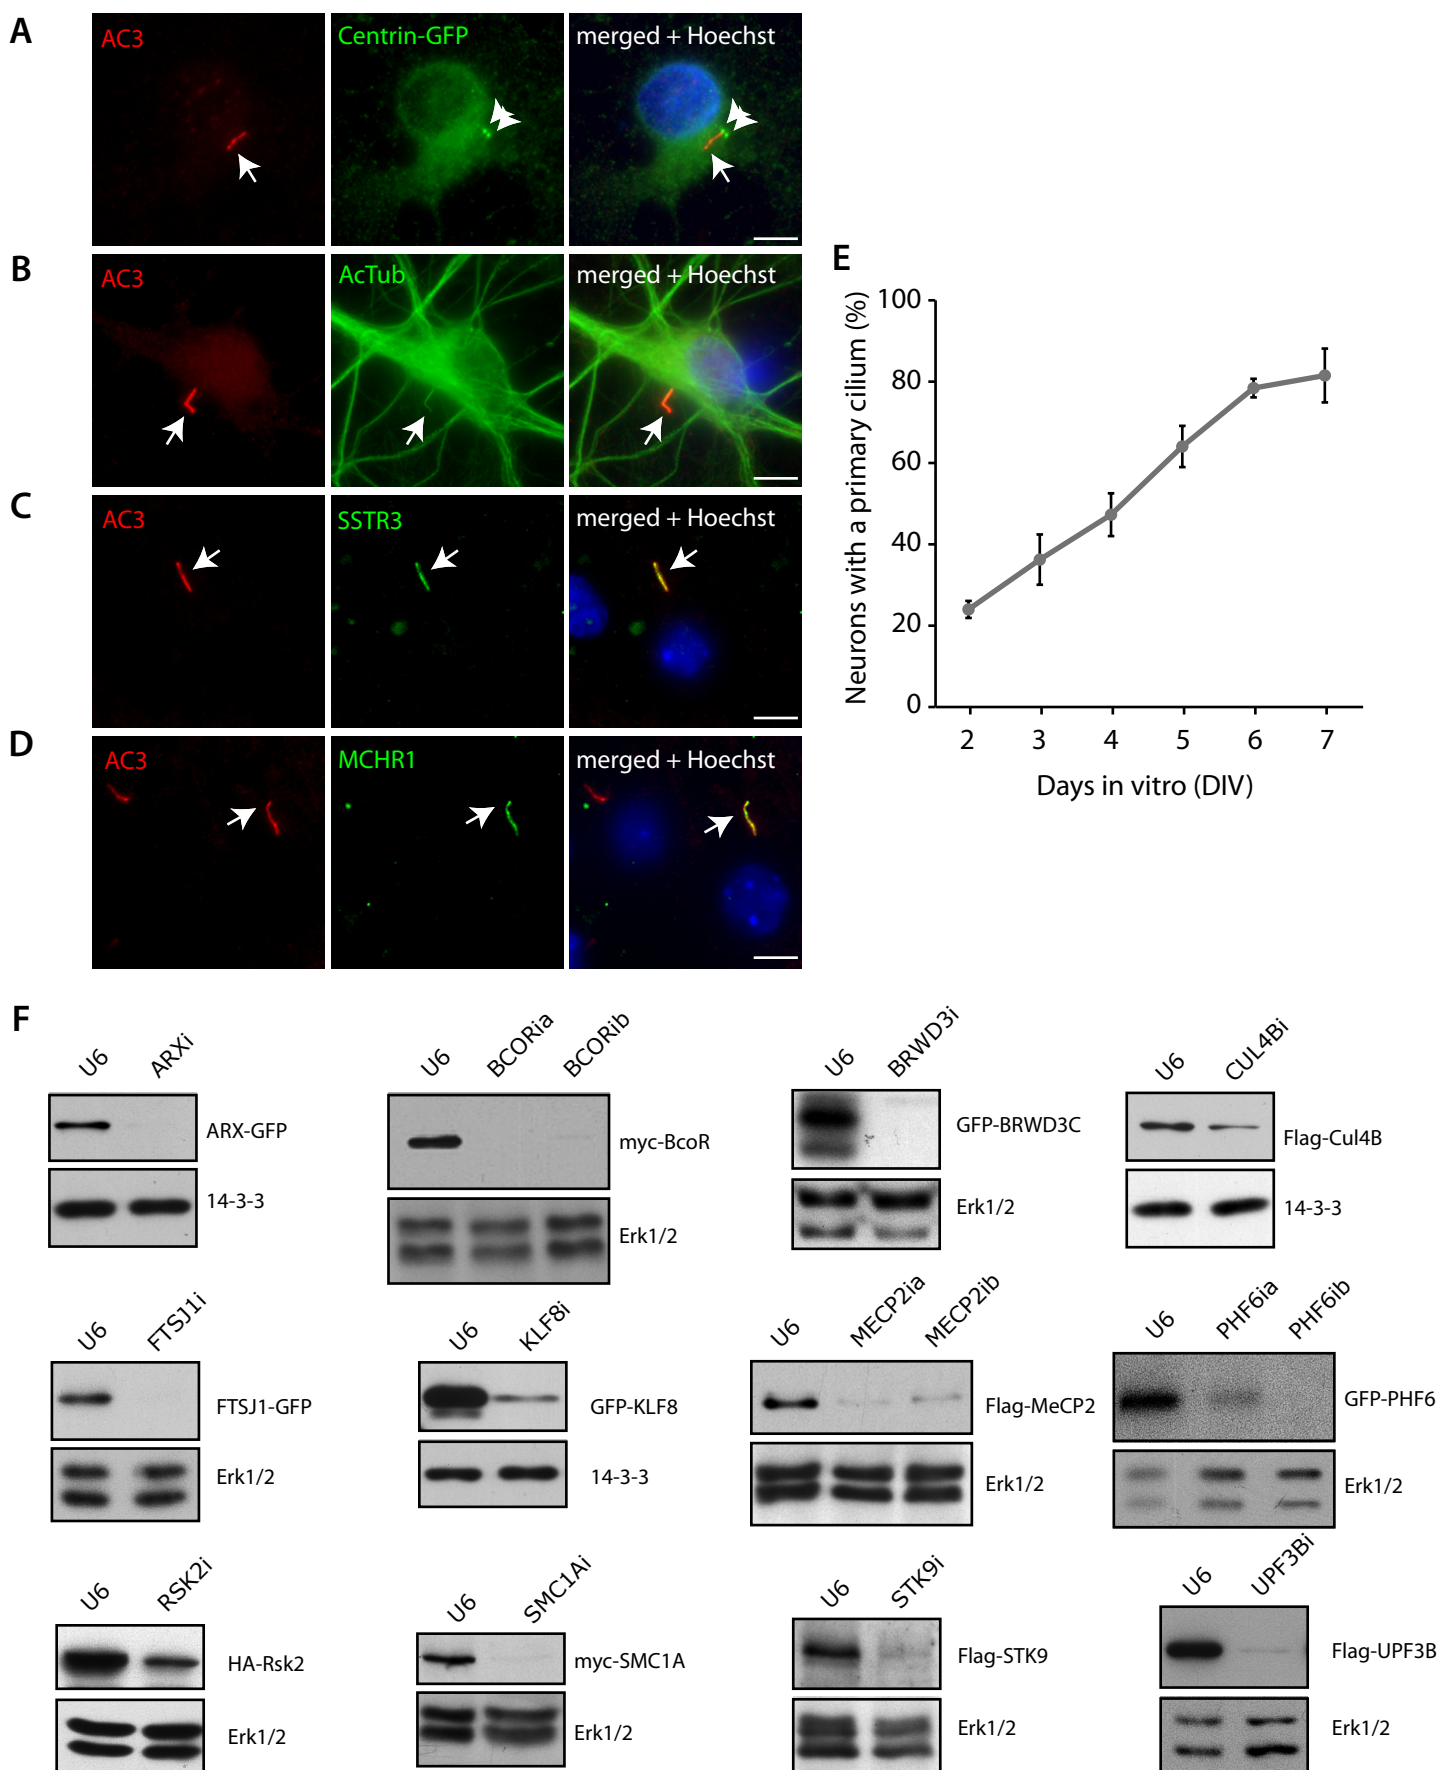 A
AC3
Centrin-GFP
merged + Hoechst
B
AC3
AcTub
merged + Hoechst
C
AC3
SSTR3
merged + Hoechst
D
AC3
MCHR1
merged + Hoechst
E
Neurons with a primary cilium (%)
100
80
60
40
20
0
2 3 4 5 6 7
Days in vitro (DIV)
F
U6 ARXi
ARX-GFP
14-3-3
U6 BCORia BCORib
myc-BcoR
Erk1/2
U6 BRWD3i
GFP-BRWD3C
Erk1/2
U6 CUL4Bi
Flag-Cul4B
14-3-3
U6 FTSJ1i
FTSJ1-GFP
Erk1/2
U6 KLF8i
GFP-KLF8
14-3-3
U6 MECP2ia MECP2ib
Flag-MeCP2
Erk1/2
U6 PHF6ia PHF6ib
GFP-PHF6
Erk1/2
U6 RSK2i
HA-Rsk2
Erk1/2
U6 SMC1Ai
myc-SMC1A
Erk1/2
U6 STK9i
Flag-STK9
Erk1/2
U6 UPF3Bi
Flag-UPF3B
Erk1/2